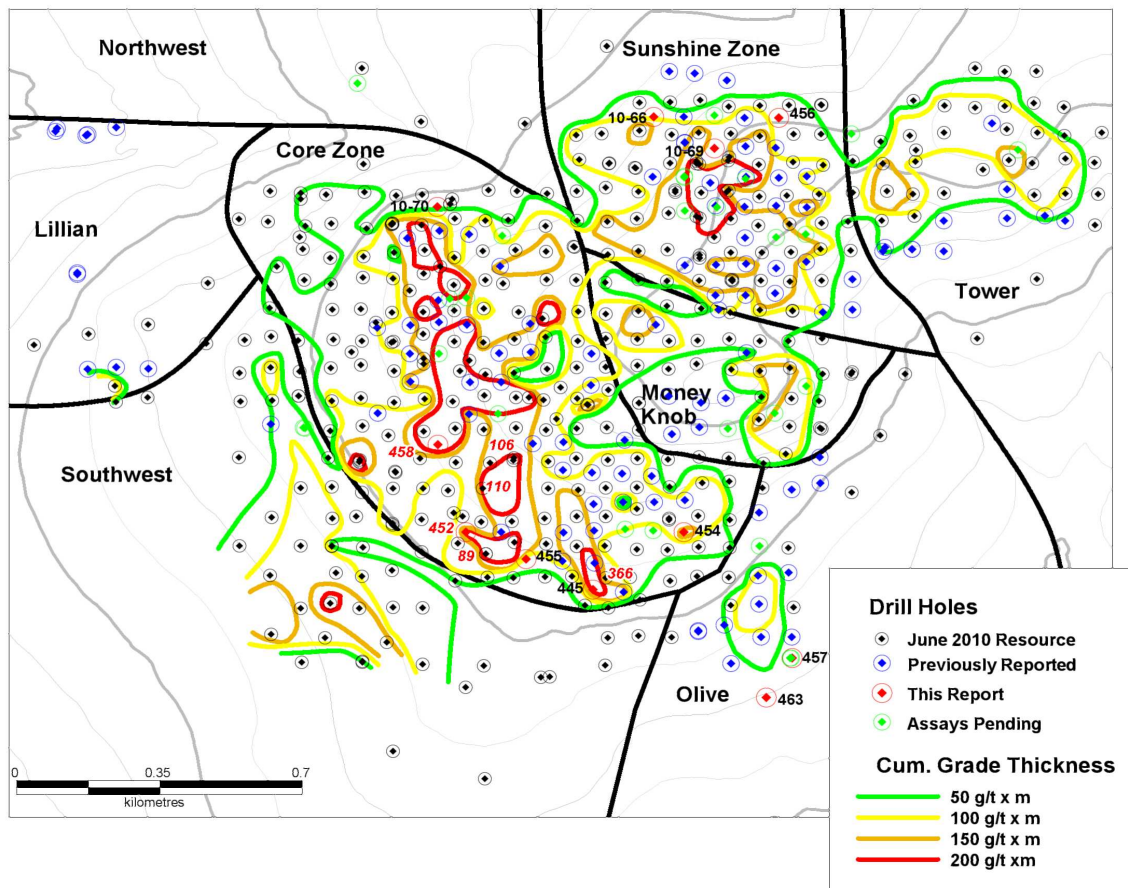 Northwest
Sunshine Zone
10-66
456
Core Zone
10-69
10-70
Lillian
Tower
Money
Knob
Southwest
458
106
110
452
454
89
455
366
445
457
Olive
463
Drill Holes
June 2010 Resource
Previously Reported
This Report
Assays Pending
0 0.35 0.7
kilometres
Cum. Grade Thickness
50 g/t x m
100 g/t x m
150 g/t x m
200 g/t xm